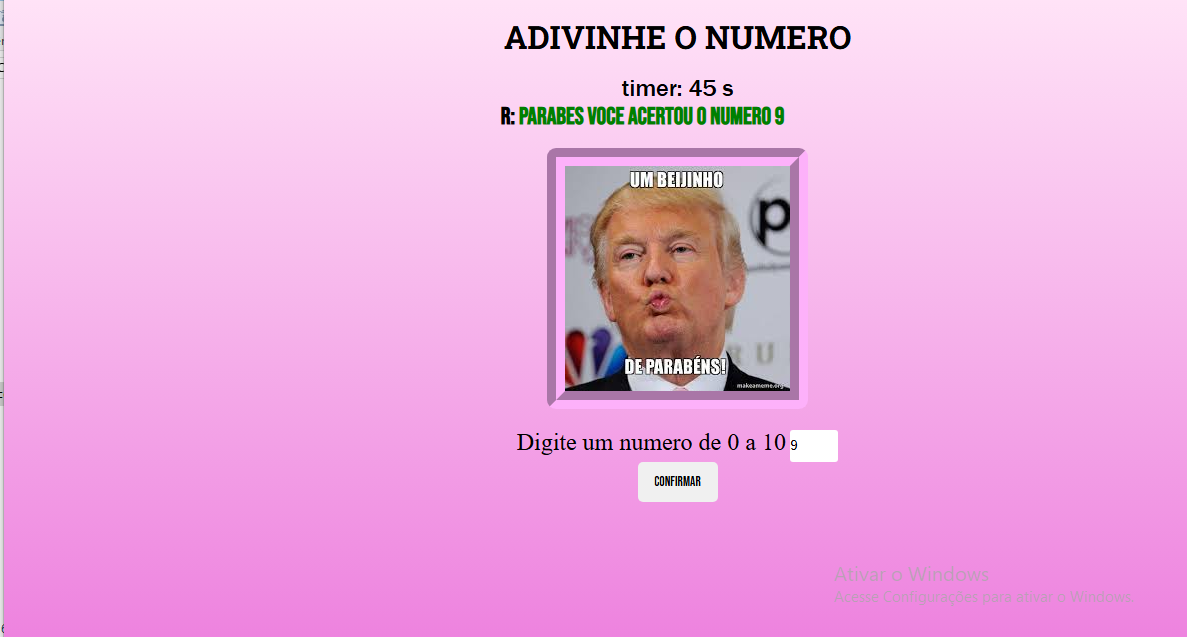 ADIVINHE O NUMERO
timer: 45 s
R: PARABES VOCE ACERTOU O NUMERO 9
UM BEIJINHO
P
DE PARABÉNS!
R U
makeameme.org
Digite um numero de 0 a 10 9
CONFIRMAR
Ativar o Windows
Acesse Configurações para ativar o Windows.